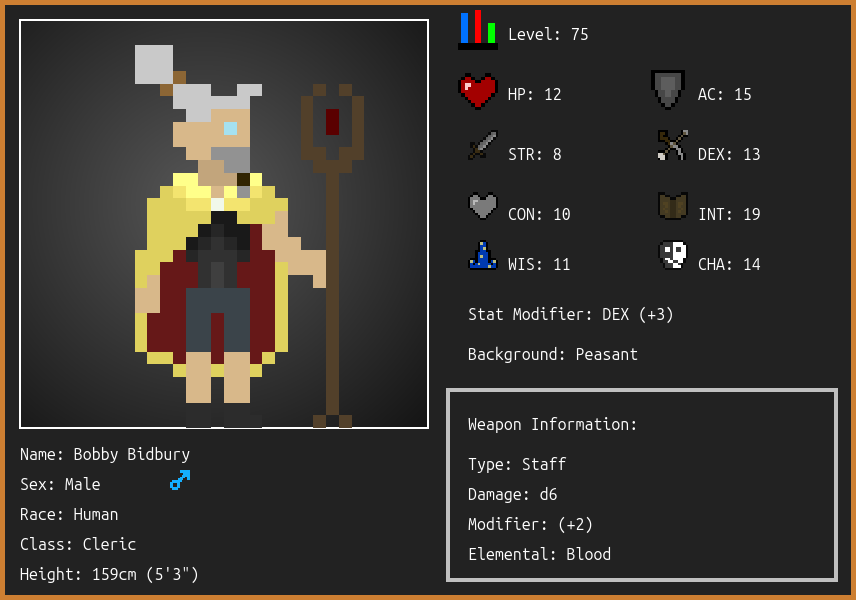 Level: 75
HP: 12
AC: 15
STR: 8
DEX: 13
CON: 10
INT: 19
WIS: 11
CHA: 14
Stat Modifier: DEX (+3)
Background: Peasant
Weapon Information:
Type: Staff
Damage: d6
Modifier: (+2)
Elemental: Blood
Name: Bobby Bidbury
Sex: Male
Race: Human
Class: Cleric
Height: 159cm (5'3")